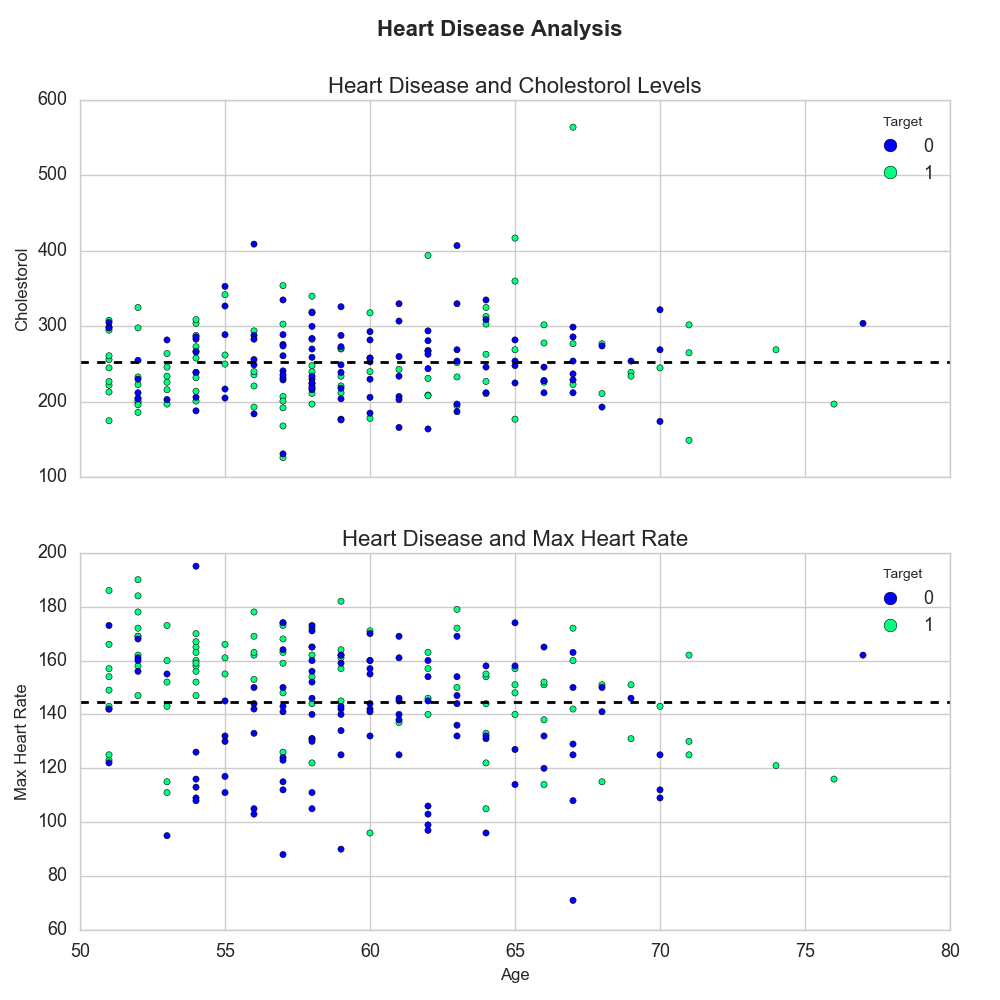 Heart Disease Analysis
Heart Disease and Cholestorol Levels
600
500
400
300
200
100
Cholestorol
Target
0
1
Heart Disease and Max Heart Rate
200
180
160
140
120
100
80
60
Max Heart Rate
Target
0
1
50 55 60 65 70 75 80
Age